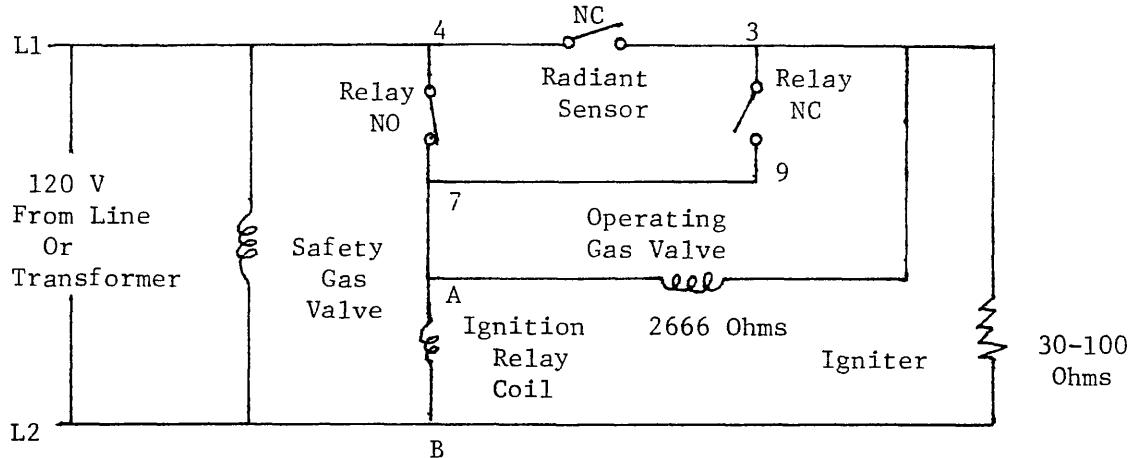 NC
4
3
L1
Radiant
Sensor
Relay
NO
Relay
NC
120 V
From Line
Or
Transformer
7
9
Safety
Gas
Valve
Operating
Gas Valve
A
2666 Ohms
Ignition
Relay
Coil
Igniter
30-100
Ohms
L2
B